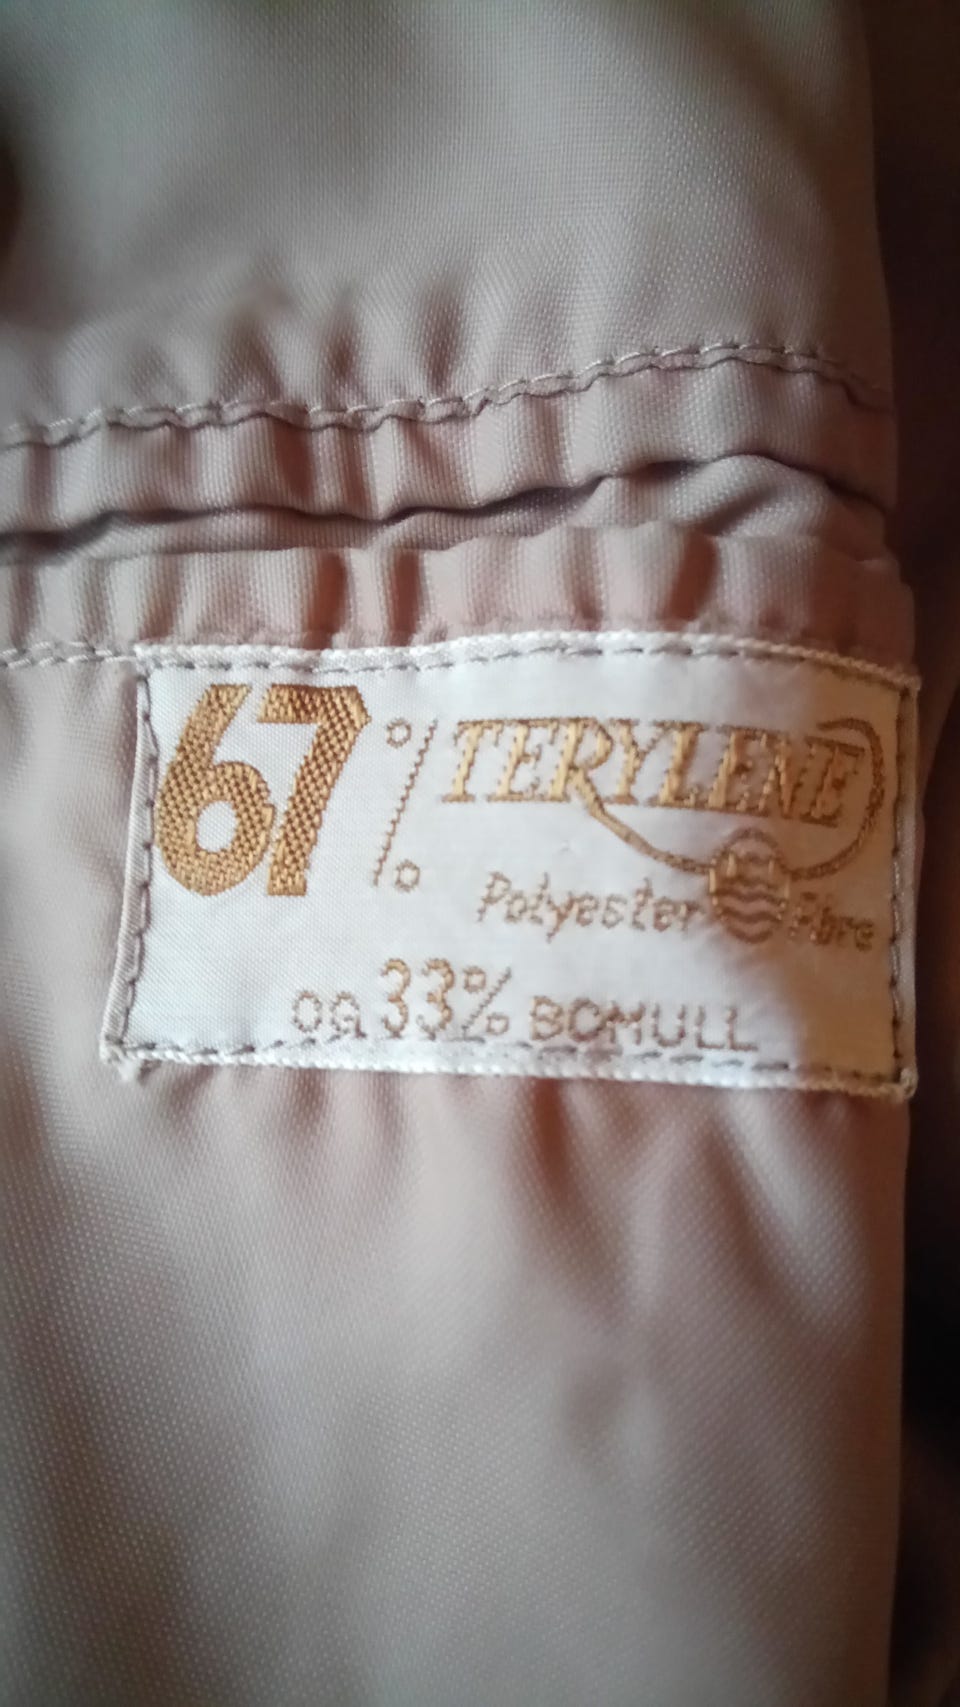 67% TERYLENE
Polyester Fibre
OG 33% BOMULL